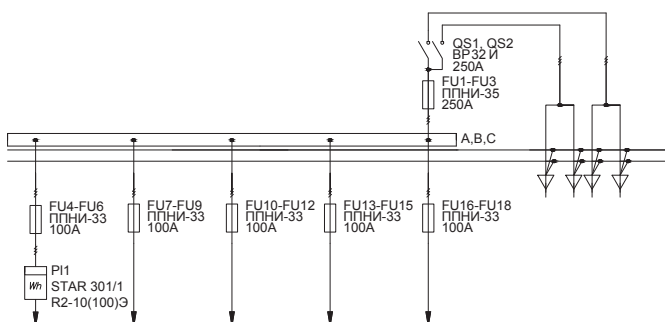 QS1, QS2
ВР32 И
250А
FU1-FU3
ППНИ-35
250А
А,В,С
FU4-FU6
ППНИ-33
100А
FU7-FU9
ППНИ-33
100А
FU10-FU12
ППНИ-33
100А
FU13-FU15
ППНИ-33
100А
FU16-FU18
ППНИ-33
100А
PI1
Wh
STAR 301/1
R2-10(100)Э